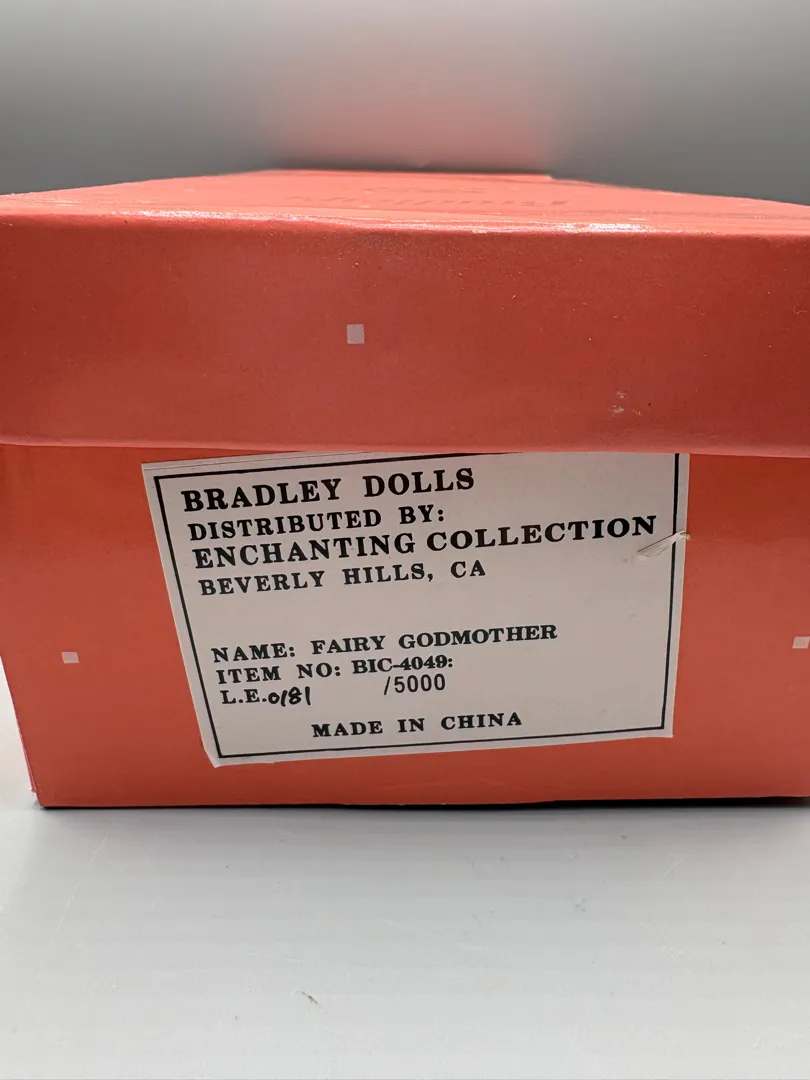 BRADLEY DOLLS
DISTRIBUTED BY:
ENCHANTING COLLECTION
BEVERLY HILLS, CA
NAME: FAIRY GODMOTHER
ITEM NO: BIC-4049:
L.E.0181 /5000
MADE IN CHINA